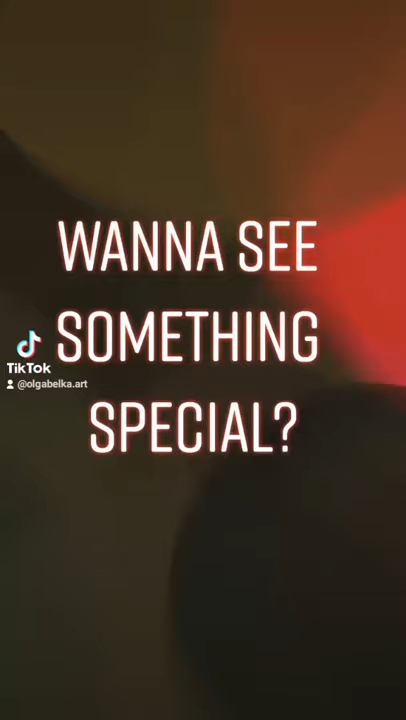 WANNA SEE
SOMETHING
SPECIAL?
TikTok
@olgabelka.art